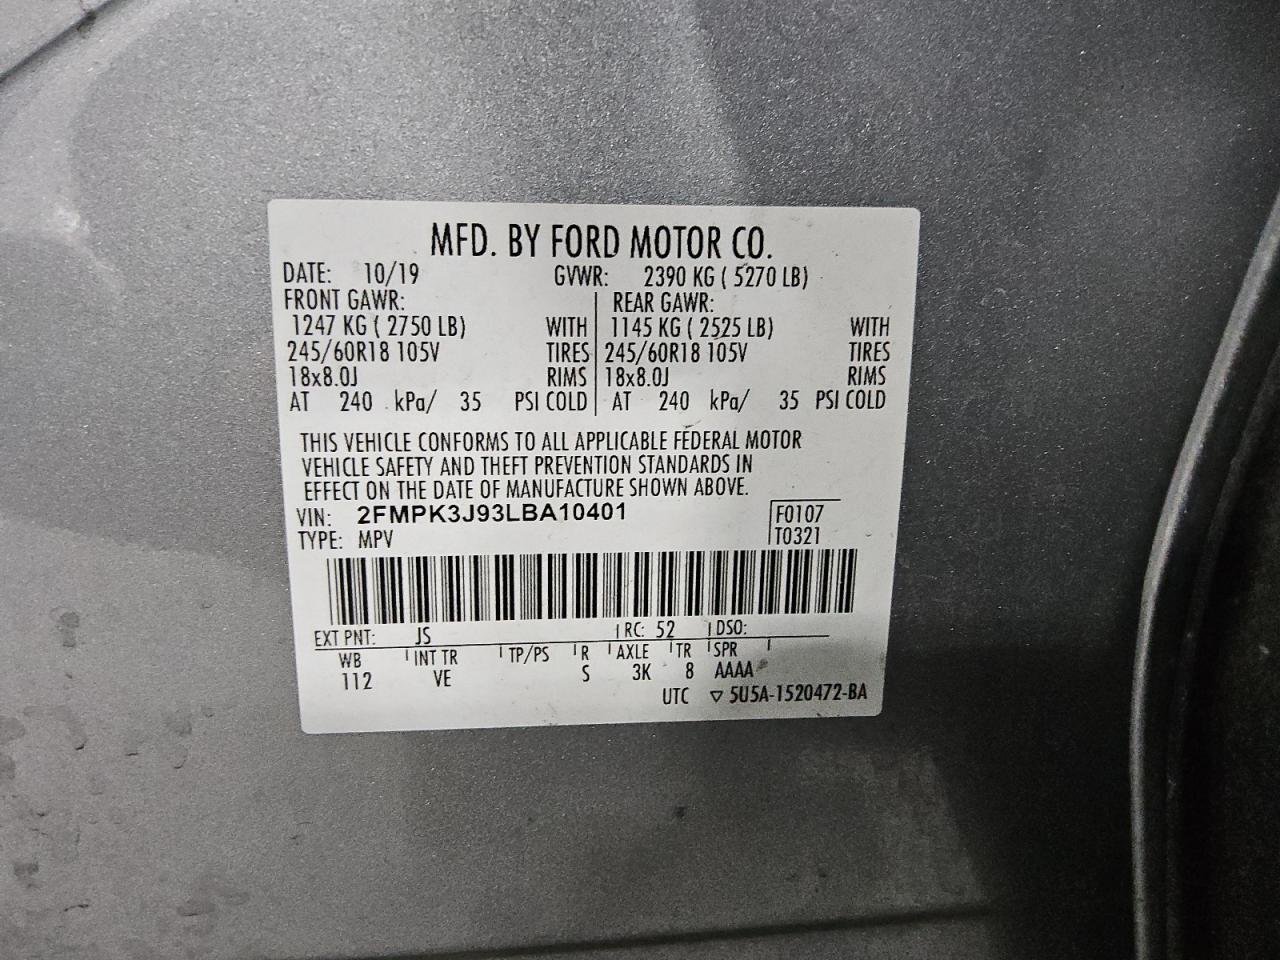 MFD. BY FORD MOTOR CO.
DATE: 10/19 GVWR: 2390 KG ( 5270 LB)
FRONT GAWR: REAR GAWR:
1247 KG ( 2750 LB) WITH 1145 KG ( 2525 LB) WITH
245/60R18 105V TIRES 245/60R18 105V TIRES
18x8.0J RIMS 18x8.0J RIMS
AT 240 kPa/ 35 PSI COLD AT 240 kPa/ 35 PSI COLD
THIS VEHICLE CONFORMS TO ALL APPLICABLE FEDERAL MOTOR
VEHICLE SAFETY AND THEFT PREVENTION STANDARDS IN
EFFECT ON THE DATE OF MANUFACTURE SHOWN ABOVE.
VIN: 2FMPK3J93LBA10401 F0107
TYPE: MPV T0321
EXT PNT: JS RC: 52 DSO:
WB INT TR TP/PS R AXLE TR SPR
112 VE S 3K 8 AAAA
UTC ▽ 5U5A-1520472-BA